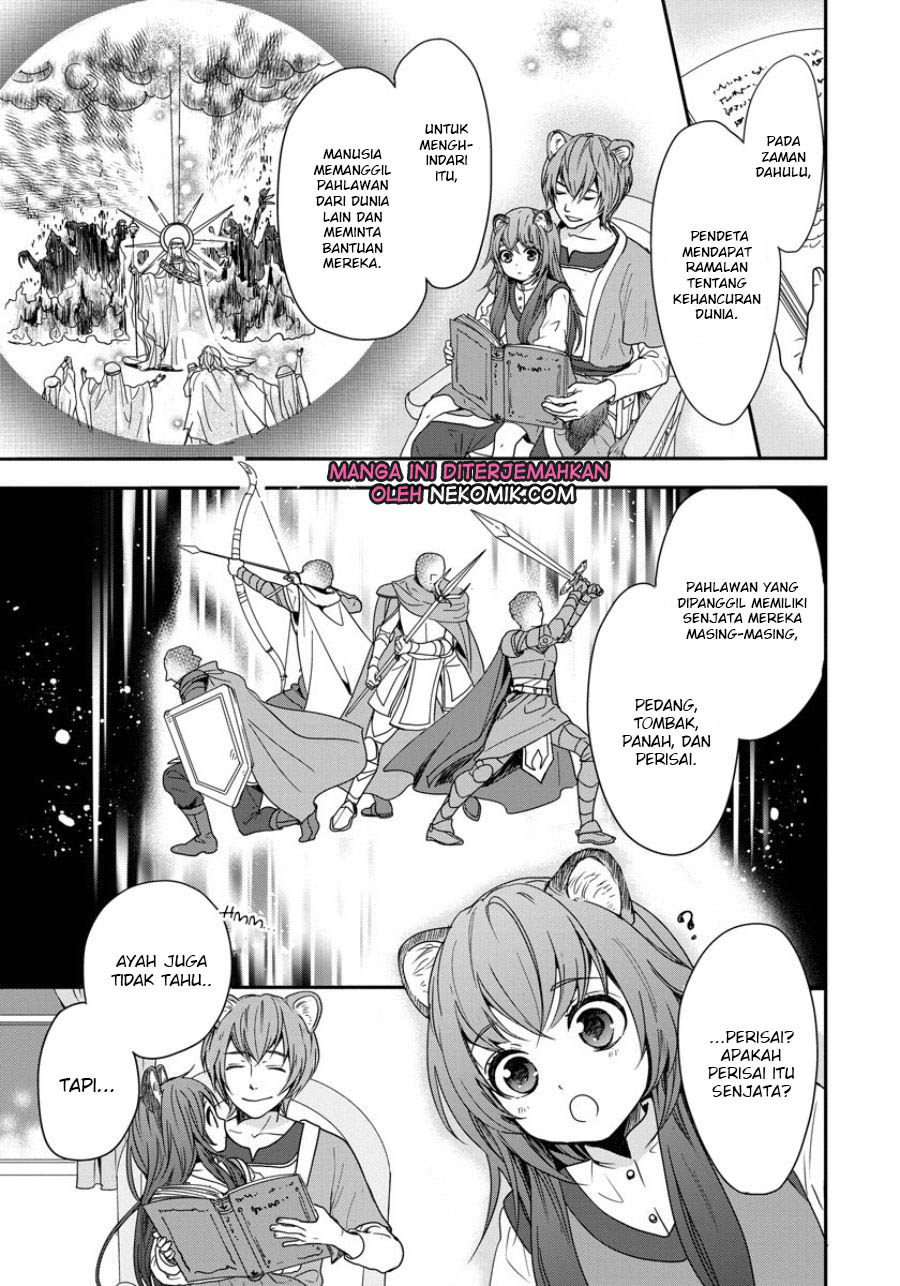 PADA
ZAMAN
DAHULU,
PENDETA
MENDAPAT
RAMALAN
TENTANG
KEHANCURAN
DUNIA.
UNTUK
MENGH-
INDARI
ITU,
MANUSIA
MEMANGGIL
PAHLAWAN
DARI DUNIA
LAIN DAN
MEMINTA
BANTUAN
MEREKA.
MANGA INI DITERJEMAHKAN
OLEH NEKOMIK.COM
PAHLAWAN YANG
DIPANGGIL MEMILIKI
SENJATA MEREKA
MASING-MASING,
PEDANG,
TOMBAK,
PANAH, DAN
PERISAI.
?
...PERISAI?
APAKAH
PERISAI ITU
SENJATA?
Hmm...
AYAH JUGA
TIDAK TAHU..
TAPI...